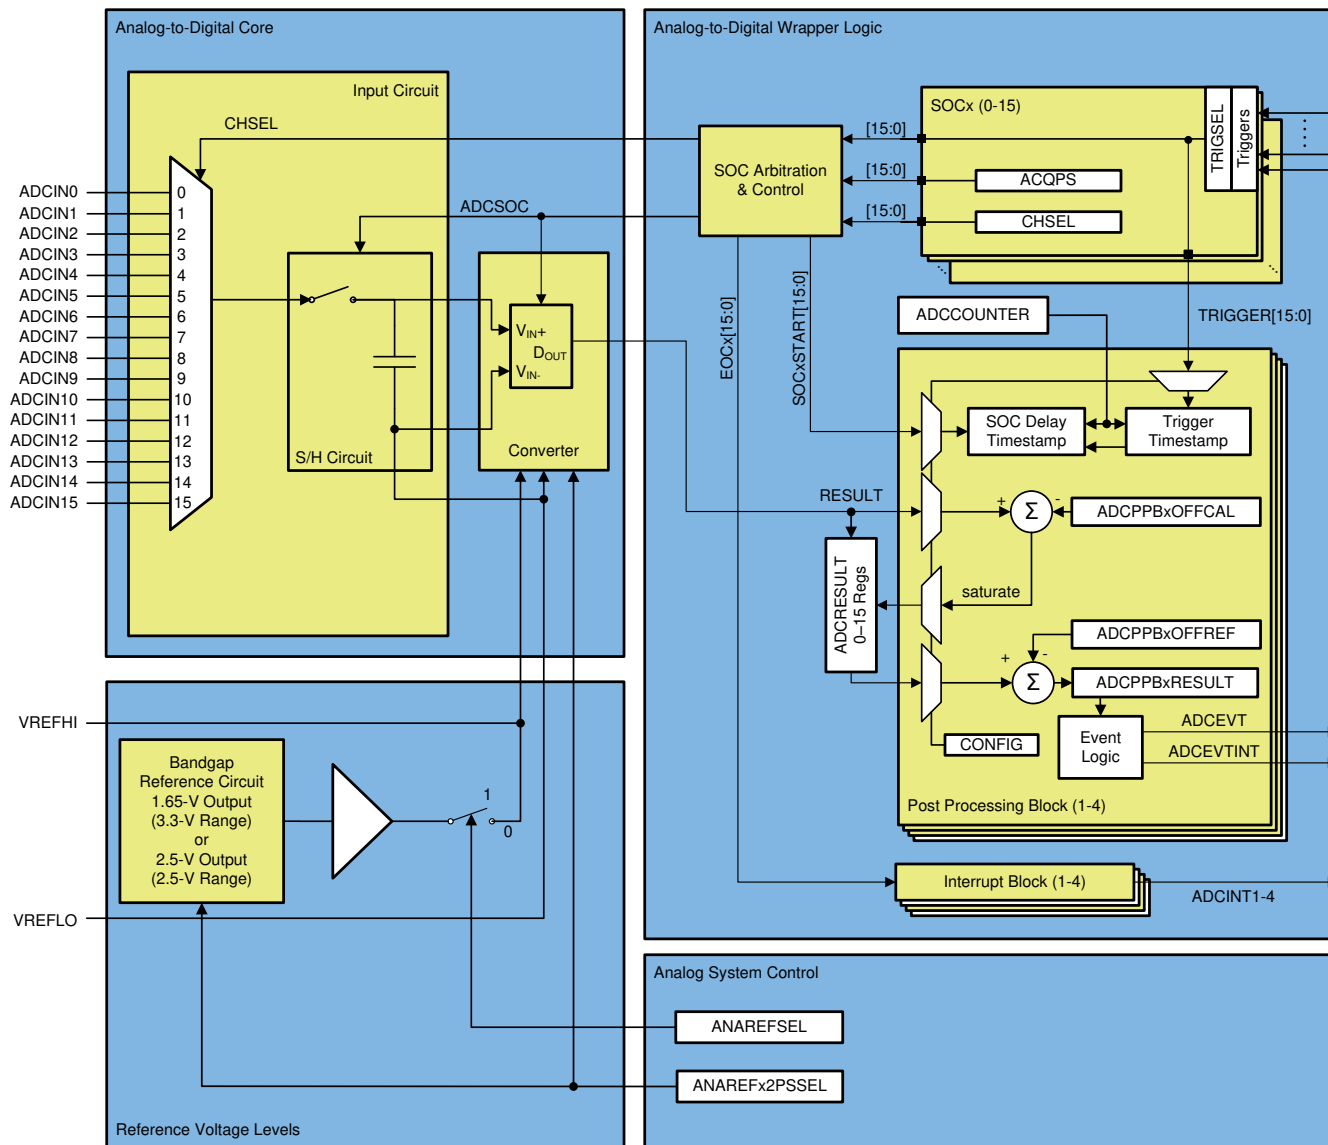 Analog-to-Digital Core
Input Circuit
CHSEL
ADCIN0
ADCIN1
ADCIN2
ADCIN3
ADCIN4
ADCIN5
ADCIN6
ADCIN7
ADCIN8
ADCIN9
ADCIN10
ADCIN11
ADCIN12
ADCIN13
ADCIN14
ADCIN15
0
1
2
3
4
5
6
7
8
9
10
11
12
13
14
15
ADCSOC
S/H Circuit
VIN+
DOUT
VIN-
Converter
Analog-to-Digital Wrapper Logic
SOC Arbitration
& Control
[15:0]
[15:0]
[15:0]
SOCx (0-15)
ACQPS
CHSEL
TRIGSEL
Triggers
EOCx[15:0]
SOCxSTART[15:0]
TRIGGER[15:0]
ADCCOUNTER
SOC Delay
Timestamp
Trigger
Timestamp
RESULT
+
Σ
-
ADCPPBxOFFCAL
saturate
ADCRESULT
0–15 Regs
ADCPPBxOFFREF
+
-
Σ
ADCPPBxRESULT
CONFIG
Event
Logic
ADCEVT
ADCEVTINT
Post Processing Block (1-4)
Interrupt Block (1-4)
ADCINT1-4
VREFHI
Bandgap
Reference Circuit
1.65-V Output
(3.3-V Range)
or
2.5-V Output
(2.5-V Range)
1
0
VREFLO
Reference Voltage Levels
Analog System Control
ANAREFSEL
ANAREFx2PSSEL